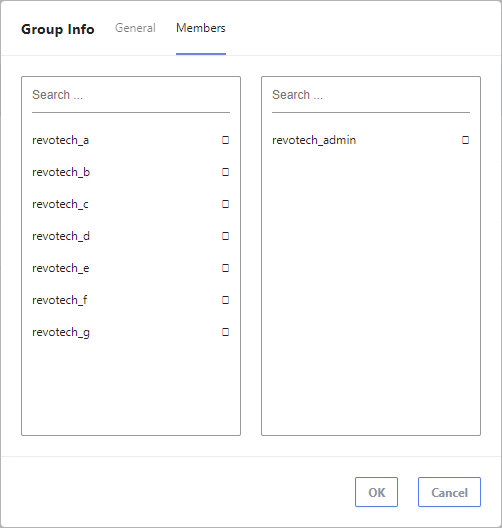 Group Info General Members
Search ...
revotech_a
revotech_b
revotech_c
revotech_d
revotech_e
revotech_f
revotech_g
Search ...
revotech_admin
OK Cancel